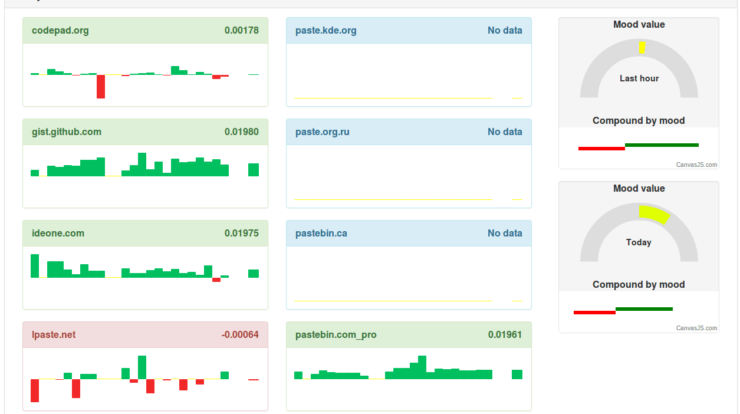 codepad.org 0.00178
paste.kde.org No data
gist.github.com 0.01980
paste.org.ru No data
ideone.com 0.01975
pastebin.ca No data
lpaste.net -0.00064
pastebin.com_pro 0.01961
Mood value
Last hour
Compound by mood
CanvasJS.com
Mood value
Today
Compound by mood
CanvasJS.com